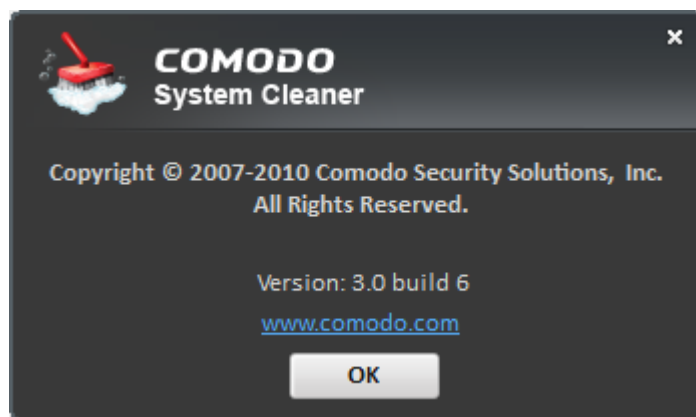 COMODO
System Cleaner
Copyright © 2007-2010 Comodo Security Solutions, Inc.
All Rights Reserved.
Version: 3.0 build 6
www.comodo.com
OK